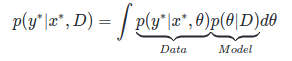 p(y*|x*, D) = ∫ p(y*|x*, θ)p(θ|D)dθ
Data Model